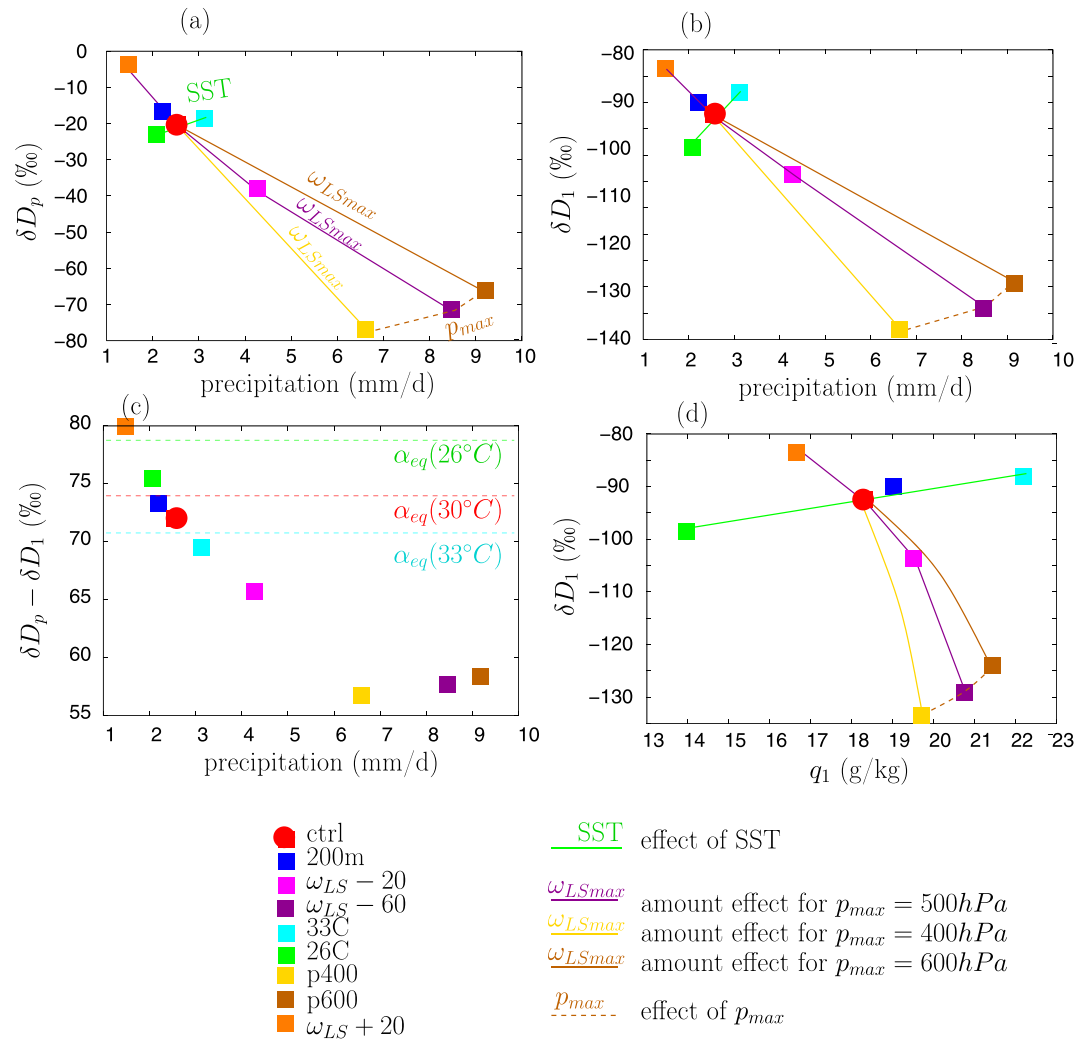 (a)
0
−10
−20
−30
−40
−50
−60
−70
−80
δD_p (‰)
SST
ω_LSmax
ω_LSmax
ω_LSmax
p_max
1 2 3 4 5 6 7 8 9 10
precipitation (mm/d)
(b)
−80
−90
−100
−110
−120
−130
−140
δD_1 (‰)
1 2 3 4 5 6 7 8 9 10
precipitation (mm/d)
(c)
80
75
70
65
60
55
δD_p − δD_1 (‰)
α_eq(26°C)
α_eq(30°C)
α_eq(33°C)
1 2 3 4 5 6 7 8 9 10
precipitation (mm/d)
(d)
−80
−90
−100
−110
−120
−130
δD_1 (‰)
13 14 15 16 17 18 19 20 21 22 23
q_1 (g/kg)
ctrl
200m
ω_LS − 20
ω_LS − 60
33C
26C
p400
p600
ω_LS + 20
SST effect of SST
ω_LSmax amount effect for p_max = 500hPa
ω_LSmax amount effect for p_max = 400hPa
ω_LSmax amount effect for p_max = 600hPa
p_max effect of p_max